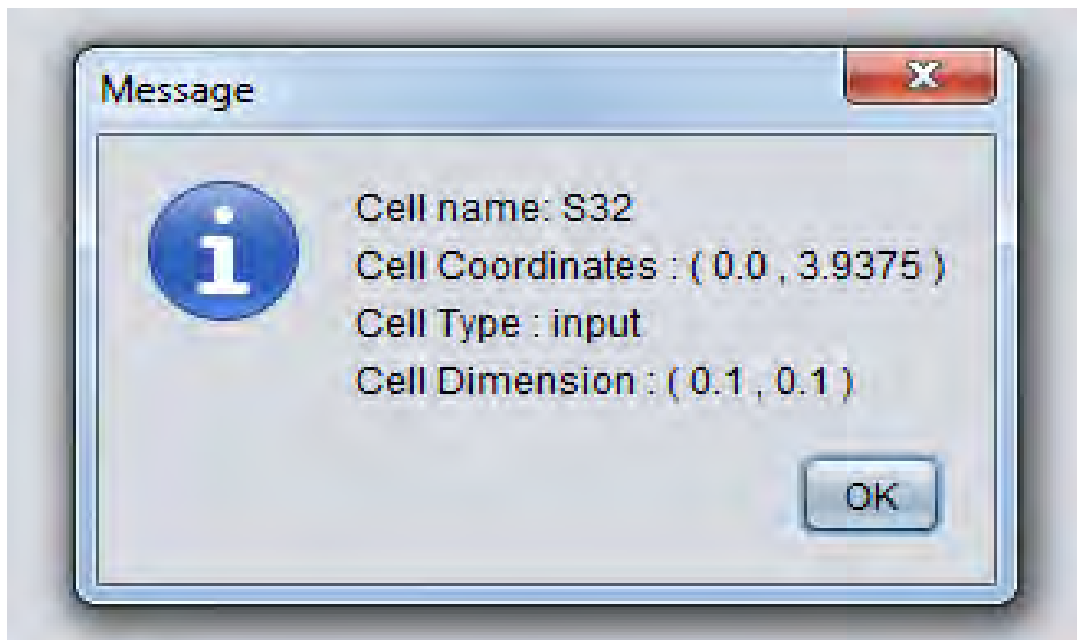 Message
Cell name: S32
Cell Coordinates : ( 0.0 , 3.9375 )
Cell Type : input
Cell Dimension : ( 0.1 , 0.1 )
OK